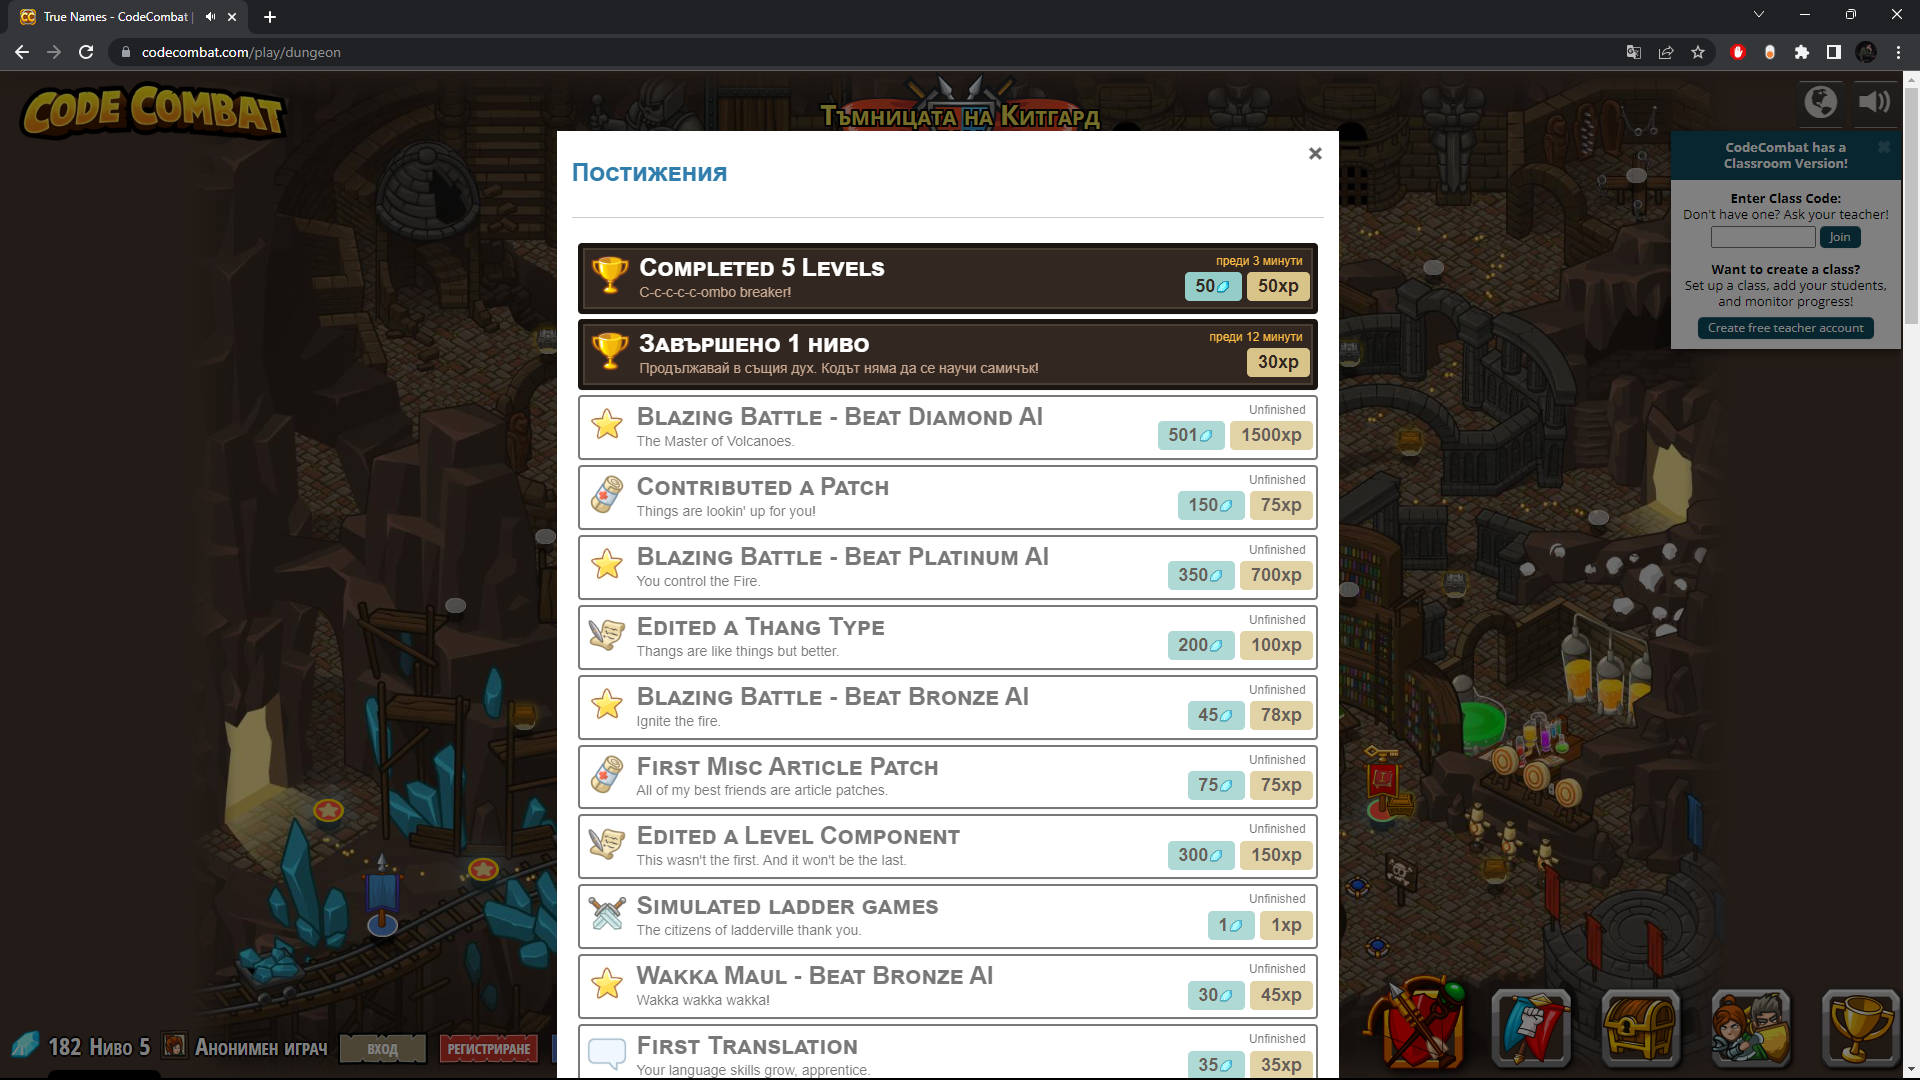 True Names - CodeCombat |
codecombat.com/play/dungeon
CODE COMBAT
Тъмницата на Китгард
CodeCombat has a
Classroom Version!
Enter Class Code:
Don't have one? Ask your teacher!
Join
Want to create a class?
Set up a class, add your students,
and monitor progress!
Create free teacher account
Постижения
Completed 5 Levels
C-c-c-c-c-ombo breaker!
преди 3 минути
50
50xp
Завършено 1 ниво
Продължавай в същия дух. Кодът няма да се научи самичък!
преди 12 минути
30xp
Blazing Battle - Beat Diamond AI
The Master of Volcanoes.
Unfinished
501
1500xp
Contributed a Patch
Things are lookin' up for you!
Unfinished
150
75xp
Blazing Battle - Beat Platinum AI
You control the Fire.
Unfinished
350
700xp
Edited a Thang Type
Thangs are like things but better.
Unfinished
200
100xp
Blazing Battle - Beat Bronze AI
Ignite the fire.
Unfinished
45
78xp
First Misc Article Patch
All of my best friends are article patches.
Unfinished
75
75xp
Edited a Level Component
This wasn't the first. And it won't be the last.
Unfinished
300
150xp
Simulated ladder games
The citizens of ladderville thank you.
Unfinished
1
1xp
Wakka Maul - Beat Bronze AI
Wakka wakka wakka!
Unfinished
30
45xp
First Translation
Your language skills grow, apprentice.
Unfinished
35
35xp
182 Ниво 5
Анонимен играч
ВХОД
РЕГИСТРИРАНЕ